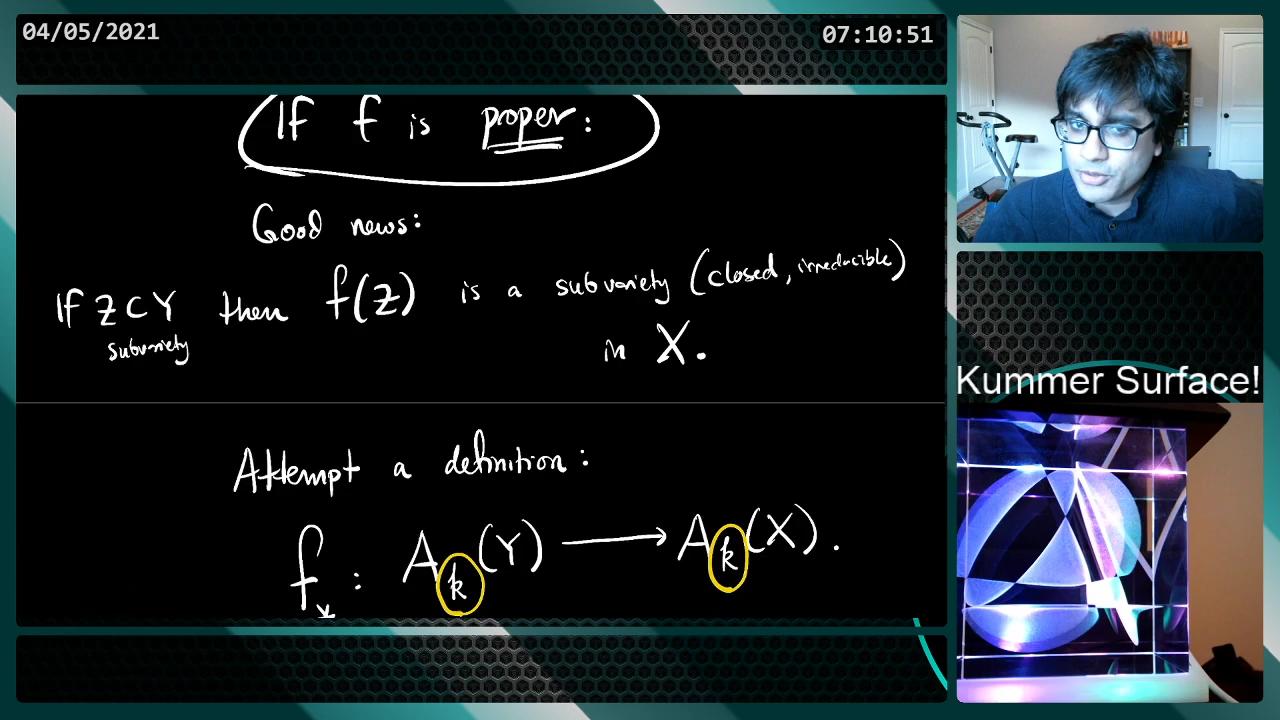 04/05/2021
07:10:51
If f is proper:
Good news:
If Z ⊂ Y then f(Z) is a subvariety (closed, irreducible)
subvariety
in X.
Kummer Surface!
Attempt a definition:
f_* : A_k(Y) ⟶ A_k(X).